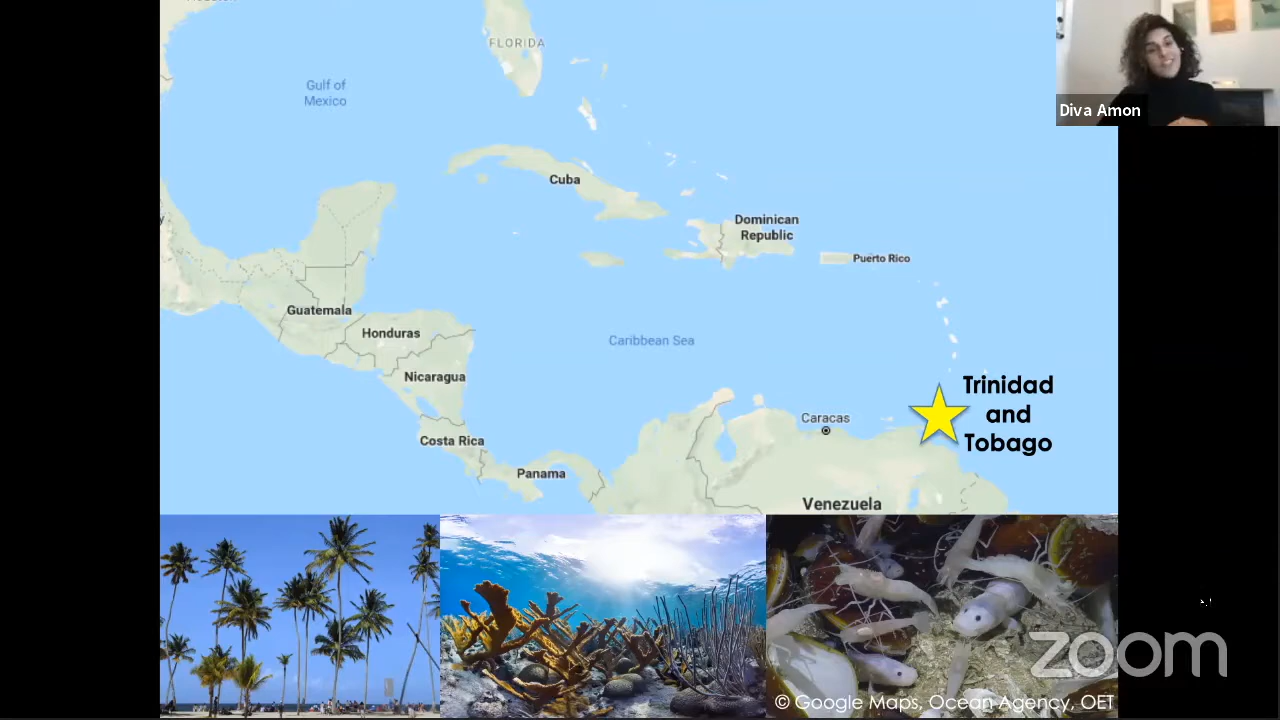 FLORIDA
Gulf of
Mexico
Diva Amon
Cuba
Dominican
Republic
Puerto Rico
Guatemala
Honduras
Caribbean Sea
Nicaragua
Trinidad
and
Tobago
Caracas
Costa Rica
Panama
Venezuela
zoom
© Google Maps, Ocean Agency, OET